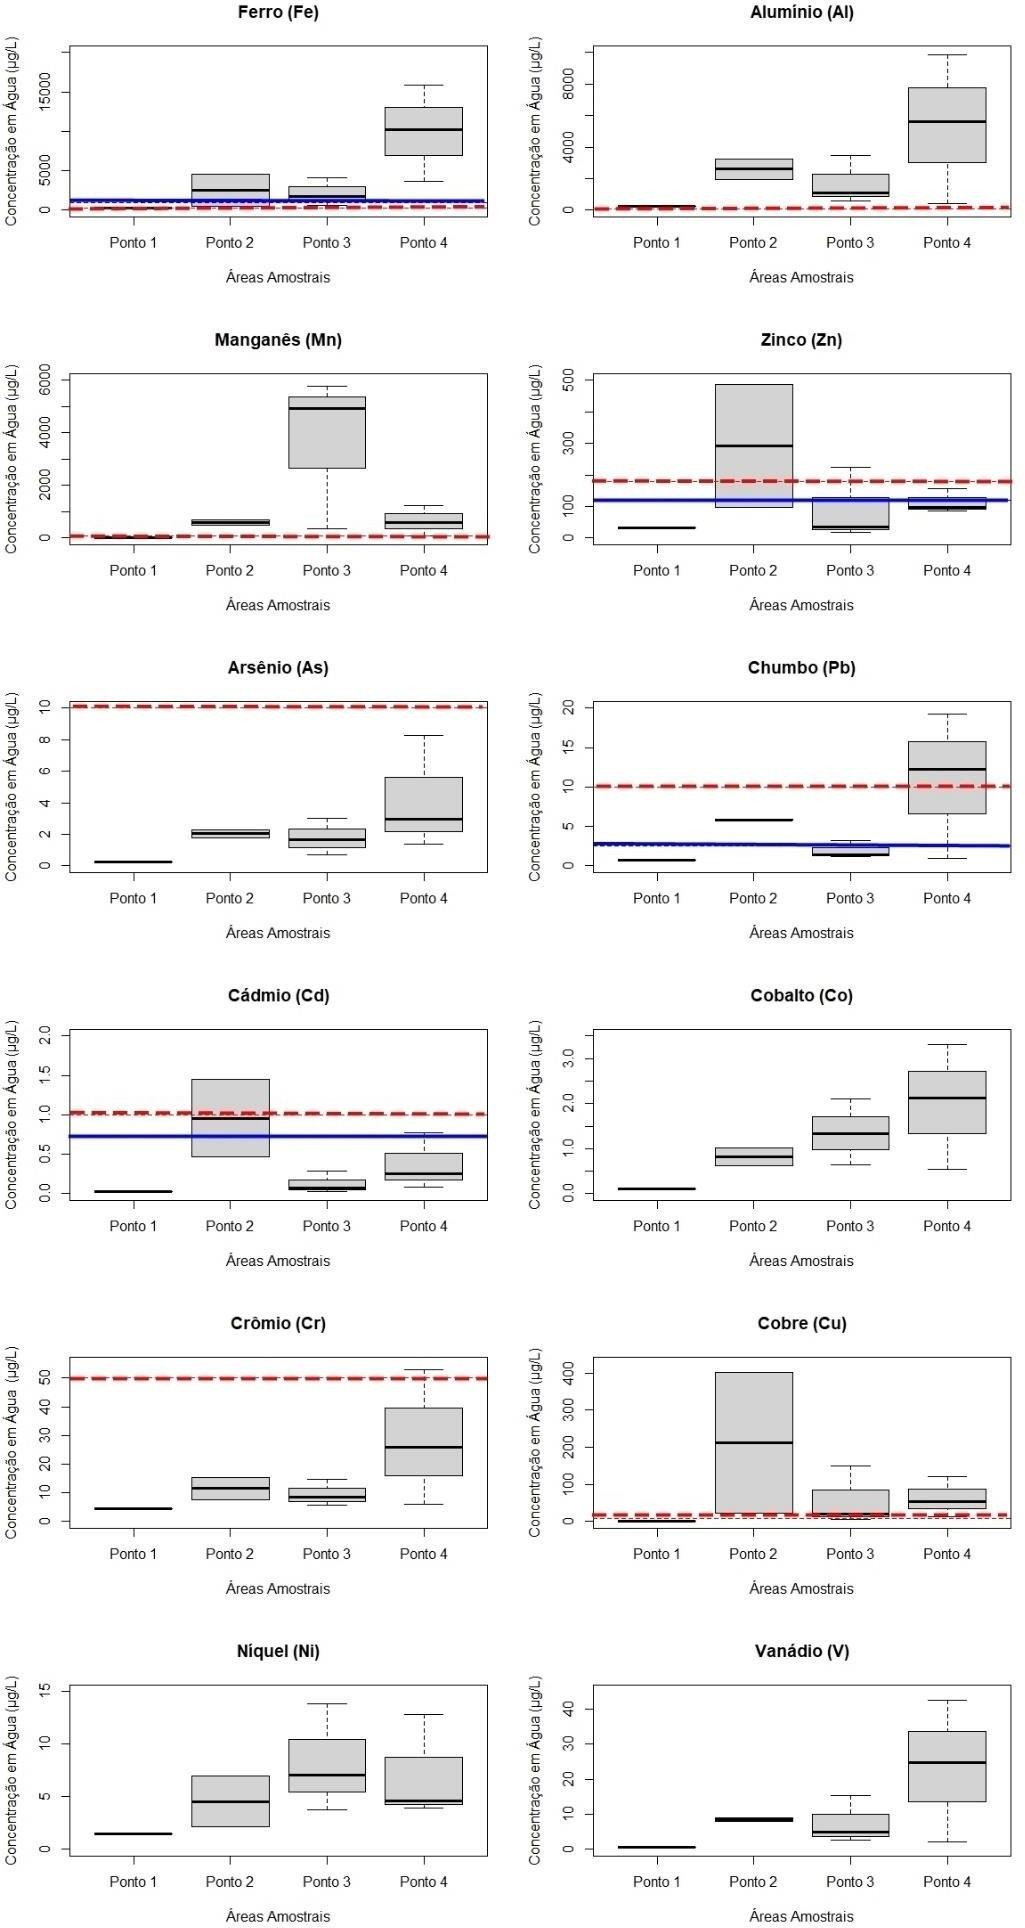 Ferro (Fe)
Concentração em Água (µg/L)
15000
5000
0
Ponto 1 Ponto 2 Ponto 3 Ponto 4
Áreas Amostrais
Alumínio (Al)
Concentração em Água (µg/L)
8000
4000
0
Ponto 1 Ponto 2 Ponto 3 Ponto 4
Áreas Amostrais
Manganês (Mn)
Concentração em Água (µg/L)
6000
4000
2000
0
Ponto 1 Ponto 2 Ponto 3 Ponto 4
Áreas Amostrais
Zinco (Zn)
Concentração em Água (µg/L)
500
300
100
0
Ponto 1 Ponto 2 Ponto 3 Ponto 4
Áreas Amostrais
Arsênio (As)
Concentração em Água (µg/L)
10
8
6
4
2
0
Ponto 1 Ponto 2 Ponto 3 Ponto 4
Áreas Amostrais
Chumbo (Pb)
Concentração em Água (µg/L)
20
15
10
5
0
Ponto 1 Ponto 2 Ponto 3 Ponto 4
Áreas Amostrais
Cádmio (Cd)
Concentração em Água (µg/L)
2.0
1.5
1.0
0.5
0.0
Ponto 1 Ponto 2 Ponto 3 Ponto 4
Áreas Amostrais
Cobalto (Co)
Concentração em Água (µg/L)
3.0
2.0
1.0
0.0
Ponto 1 Ponto 2 Ponto 3 Ponto 4
Áreas Amostrais
Crômio (Cr)
Concentração em Água (µg/L)
50
40
30
20
10
0
Ponto 1 Ponto 2 Ponto 3 Ponto 4
Áreas Amostrais
Cobre (Cu)
Concentração em Água (µg/L)
400
300
200
100
0
Ponto 1 Ponto 2 Ponto 3 Ponto 4
Áreas Amostrais
Níquel (Ni)
Concentração em Água (µg/L)
15
10
5
0
Ponto 1 Ponto 2 Ponto 3 Ponto 4
Áreas Amostrais
Vanádio (V)
Concentração em Água (µg/L)
40
30
20
10
0
Ponto 1 Ponto 2 Ponto 3 Ponto 4
Áreas Amostrais